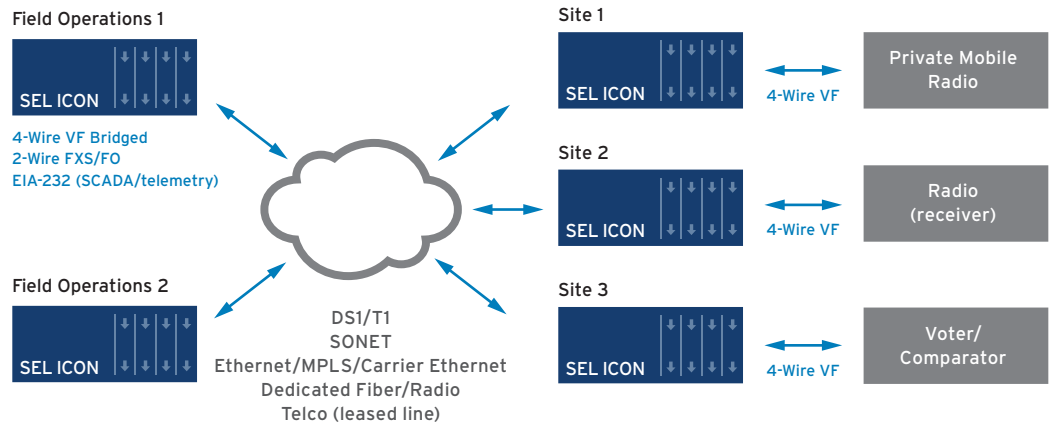 Field Operations 1
SEL ICON
4-Wire VF Bridged
2-Wire FXS/FO
EIA-232 (SCADA/telemetry)
Field Operations 2
SEL ICON
DS1/T1
SONET
Ethernet/MPLS/Carrier Ethernet
Dedicated Fiber/Radio
Telco (leased line)
Site 1
SEL ICON
4-Wire VF
Private Mobile
Radio
Site 2
SEL ICON
4-Wire VF
Radio
(receiver)
Site 3
SEL ICON
4-Wire VF
Voter/
Comparator